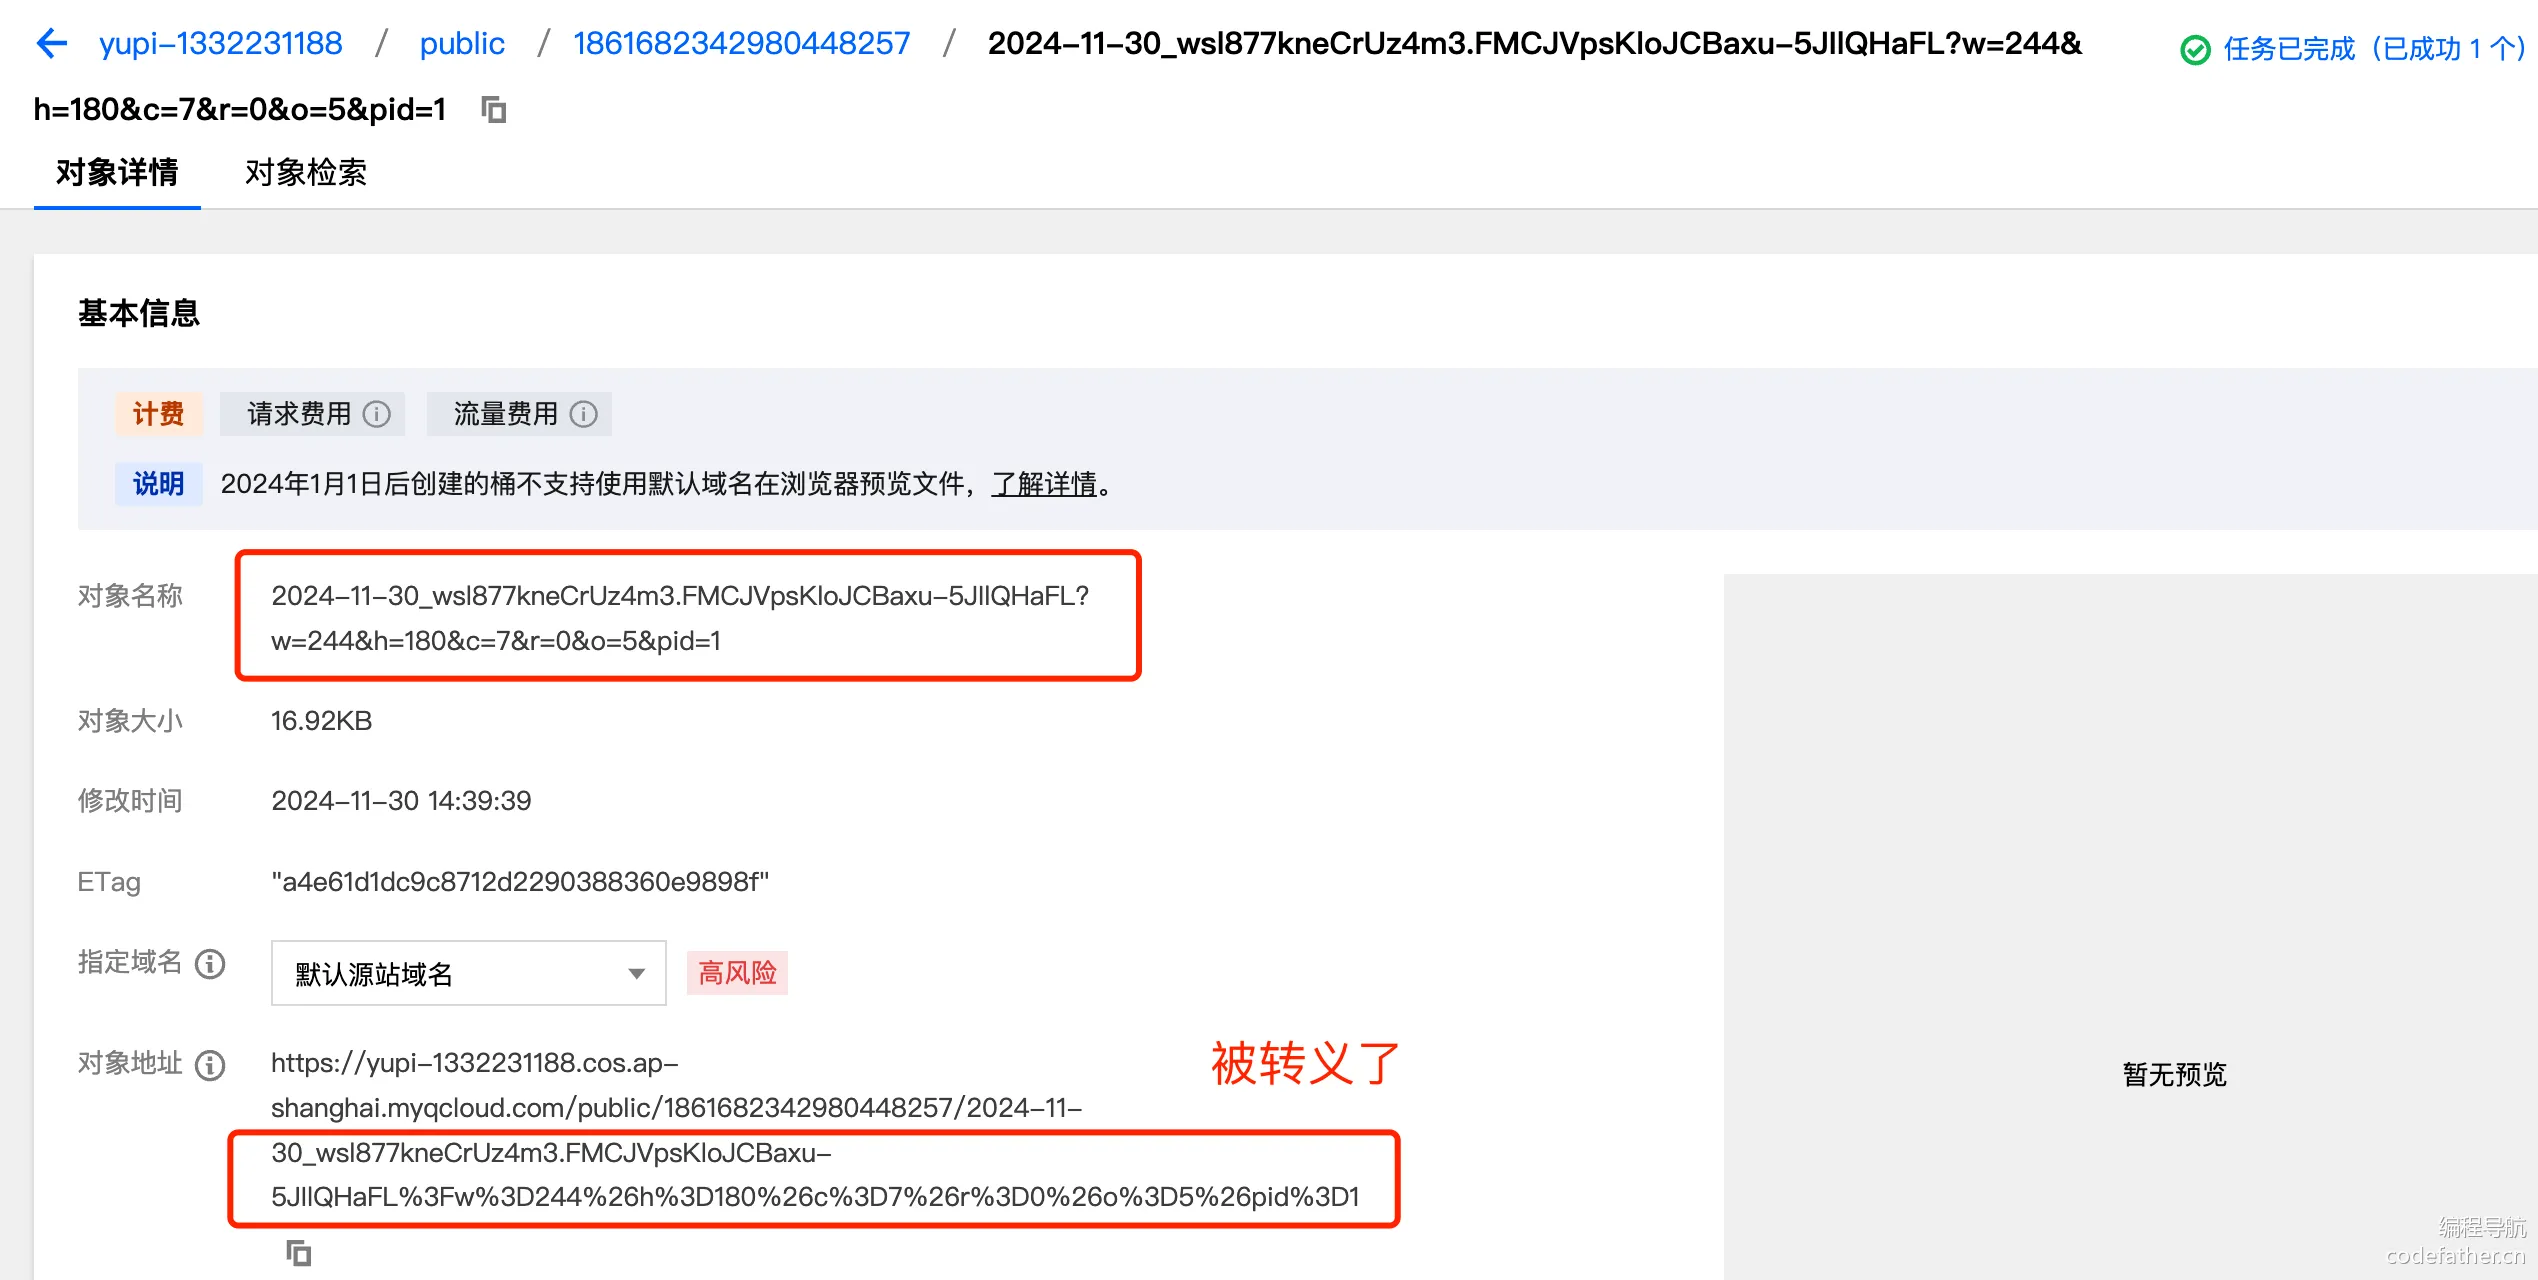 yupi-1332231188 / public / 1861682342980448257 / 2024-11-30_wsl877kneCrUz4m3.FMCJVpsKloJCBaxu-5JIlQHaFL?w=244&
任务已完成（已成功 1 个）
h=180&c=7&r=0&o=5&pid=1
对象详情 对象检索
基本信息
计费 请求费用 流量费用
说明 2024年1月1日后创建的桶不支持使用默认域名在浏览器预览文件，了解详情。
对象名称 2024-11-30_wsl877kneCrUz4m3.FMCJVpsKloJCBaxu-5JIlQHaFL?
w=244&h=180&c=7&r=0&o=5&pid=1
对象大小 16.92KB
修改时间 2024-11-30 14:39:39
ETag "a4e61d1dc9c8712d2290388360e9898f"
指定域名 默认源站域名 高风险
对象地址 https://yupi-1332231188.cos.ap-
被转义了
shanghai.myqcloud.com/public/1861682342980448257/2024-11-
30_wsl877kneCrUz4m3.FMCJVpsKloJCBaxu-
5JIlQHaFL%3Fw%3D244%26h%3D180%26c%3D7%26r%3D0%26o%3D5%26pid%3D1
暂无预览
编程导航
codefather.cn